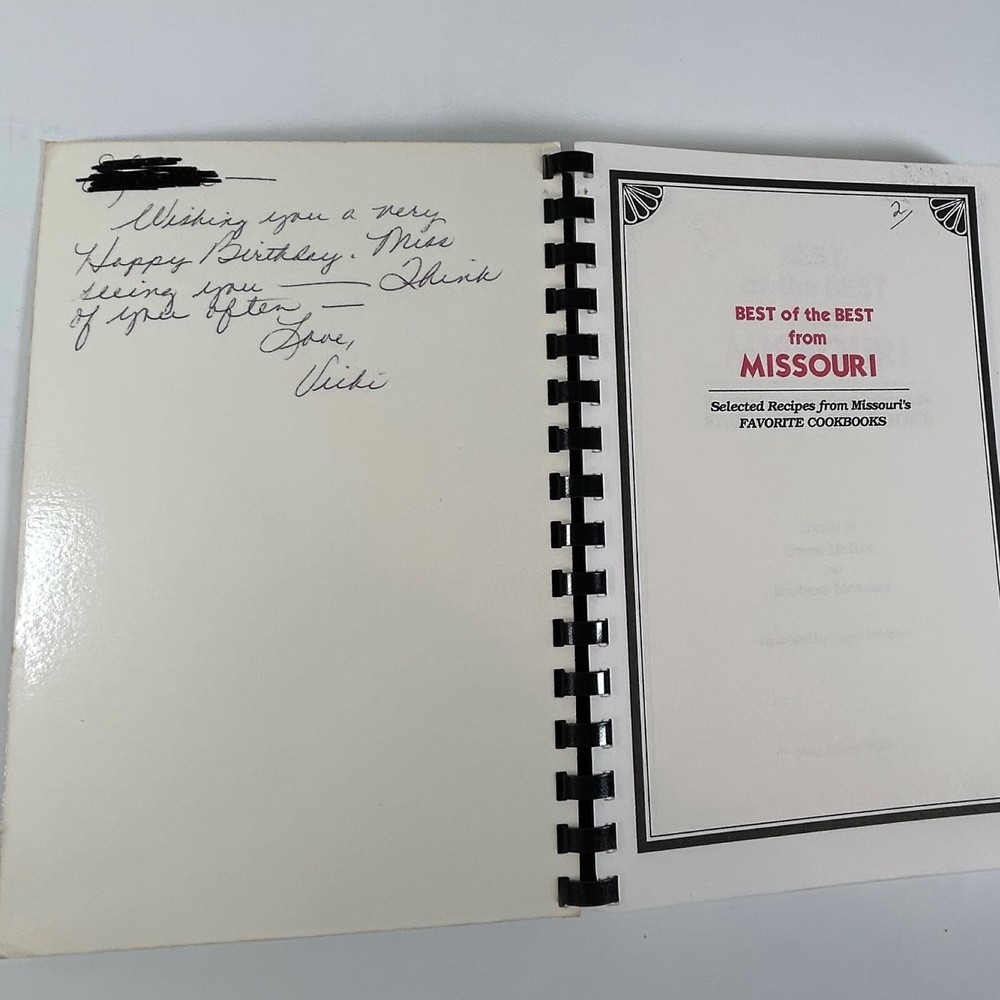 Wishing you a very
Happy Birthday. Miss
seeing you —— Think
of you often —
Love,
Vicki
2/
BEST of the BEST
from
MISSOURI
Selected Recipes from Missouri's
FAVORITE COOKBOOKS